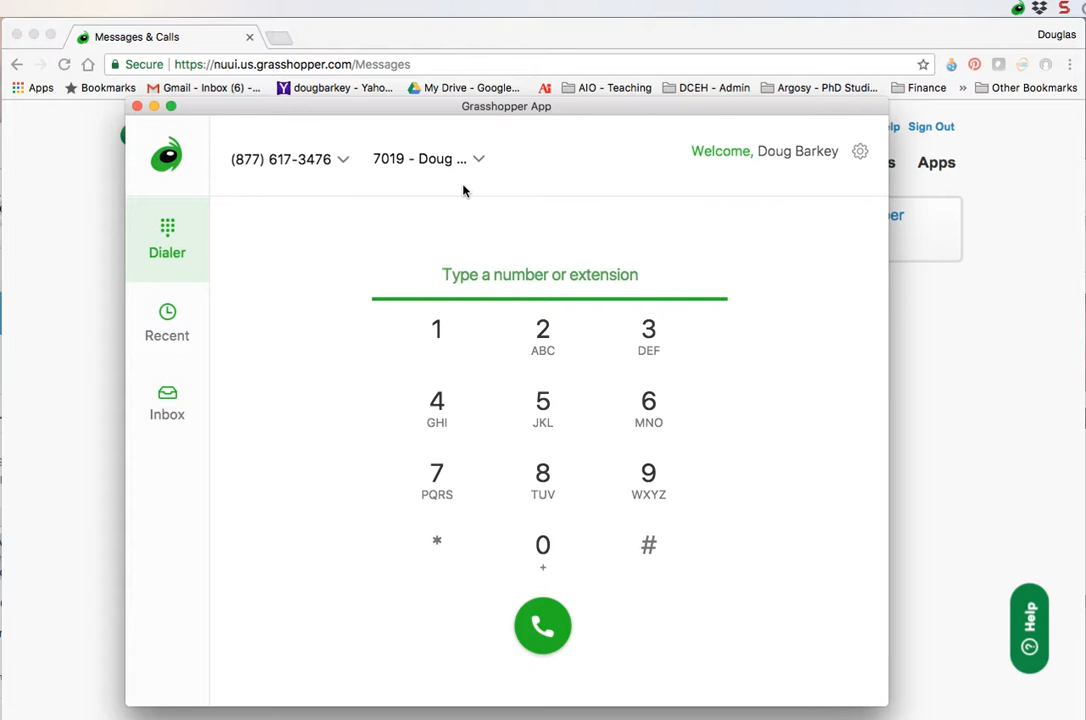 Messages & Calls
Douglas
Secure https://nuui.us.grasshopper.com/Messages
Apps Bookmarks Gmail - Inbox (6) -... dougbarkey - Yaho... My Drive - Google... Ai AIO - Teaching DCEH - Admin Argosy - PhD Studi... Finance » Other Bookmarks
Grasshopper App
Sign Out
Apps
(877) 617-3476
7019 - Doug ...
Welcome, Doug Barkey
Dialer
Recent
Inbox
Type a number or extension
1 2 3
ABC DEF
4 5 6
GHI JKL MNO
7 8 9
PQRS TUV WXYZ
* 0 #
+
Help